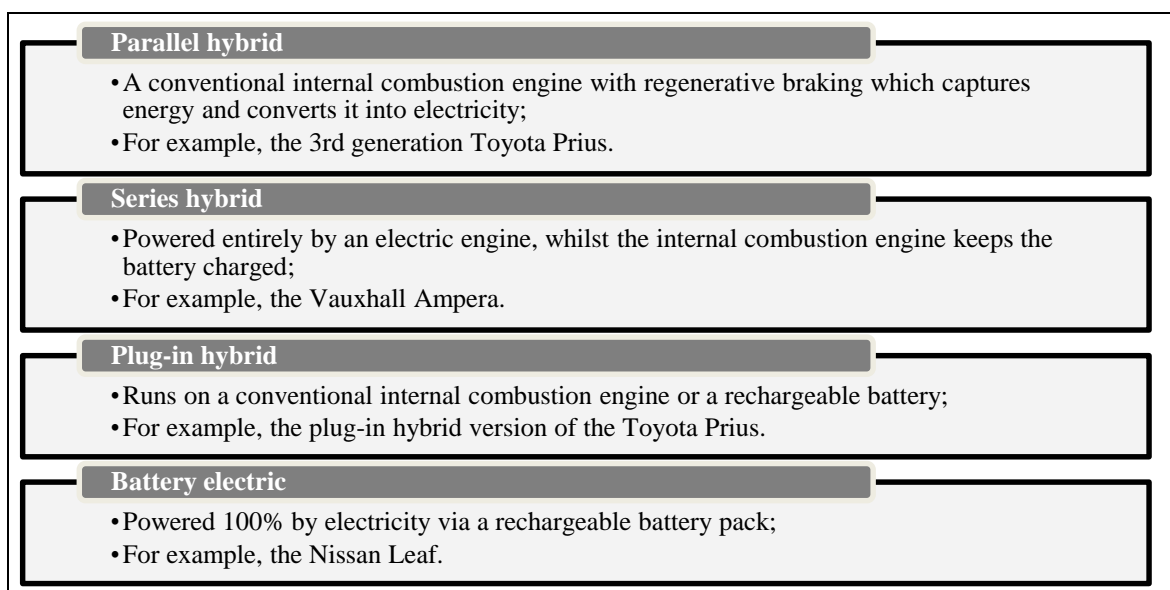 Parallel hybrid
•A conventional internal combustion engine with regenerative braking which captures
energy and converts it into electricity;
•For example, the 3rd generation Toyota Prius.
Series hybrid
•Powered entirely by an electric engine, whilst the internal combustion engine keeps the
battery charged;
•For example, the Vauxhall Ampera.
Plug-in hybrid
•Runs on a conventional internal combustion engine or a rechargeable battery;
•For example, the plug-in hybrid version of the Toyota Prius.
Battery electric
•Powered 100% by electricity via a rechargeable battery pack;
•For example, the Nissan Leaf.